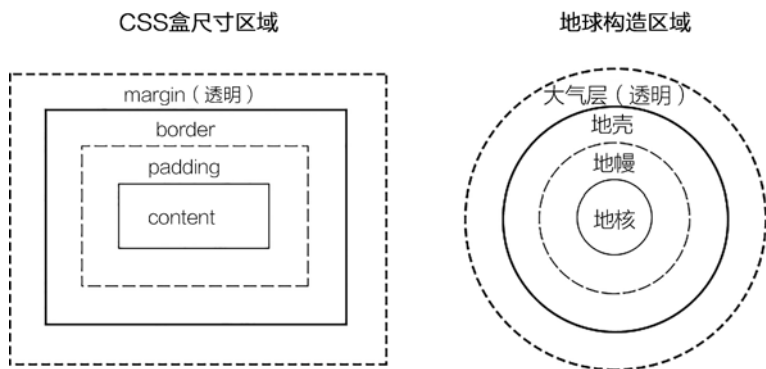 CSS盒尺寸区域
margin（透明）
border
padding
content
地球构造区域
大气层（透明）
地壳
地幔
地核